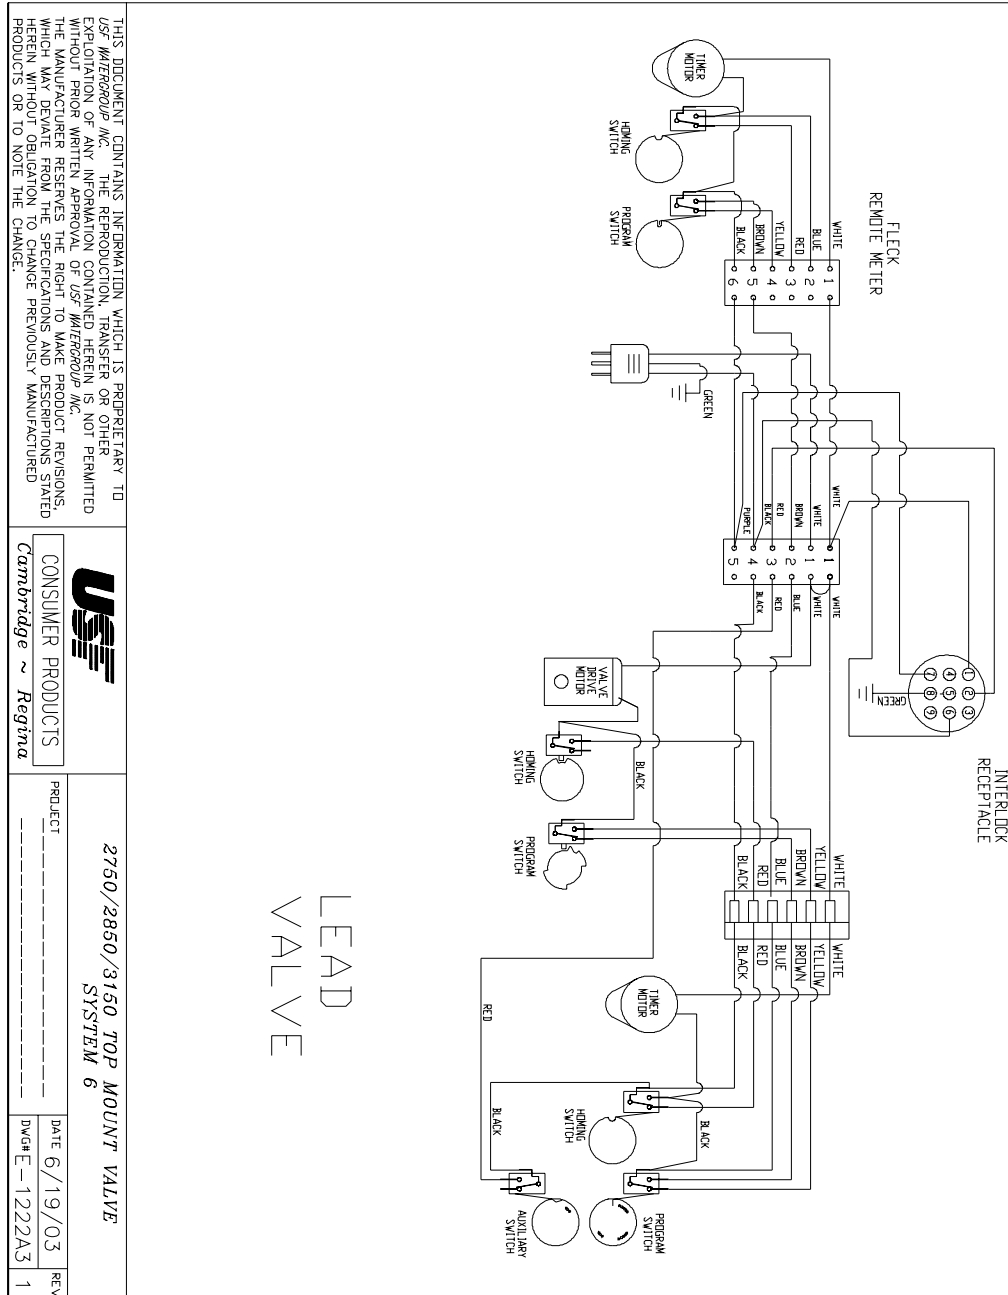 FLECK
REMOTE METER
TIMER
MOTOR
HOMING
SWITCH
PROGRAM
SWITCH
WHITE
BLUE
RED
YELLOW
BROWN
BLACK
1
2
3
4
5
6
GREEN
WHITE
WHITE
BROWN
RED
BLACK
PURPLE
1
1
2
3
4
5
WHITE
WHITE
BLUE
RED
BLACK
INTERLOCK
RECEPTACLE
1
2
3
4
5
6
7
8
9
GREEN
VALVE
DRIVE
MOTOR
HOMING
SWITCH
BLACK
PROGRAM
SWITCH
WHITE
YELLOW
BROWN
BLUE
RED
BLACK
WHITE
YELLOW
BROWN
BLUE
RED
BLACK
TIMER
MOTOR
RED
HOMING
SWITCH
BLACK
BLACK
PROGRAM
SWITCH
AUXILIARY
SWITCH
LEAD
VALVE
THIS DOCUMENT CONTAINS INFORMATION WHICH IS PROPRIETARY TO
USF WATERGROUP INC. THE REPRODUCTION, TRANSFER OR OTHER
EXPLOITATION OF ANY INFORMATION CONTAINED HEREIN IS NOT PERMITTED
WITHOUT PRIOR WRITTEN APPROVAL OF USF WATERGROUP INC.
THE MANUFACTURER RESERVES THE RIGHT TO MAKE PRODUCT REVISIONS,
WHICH MAY DEVIATE FROM THE SPECIFICATIONS AND DESCRIPTIONS STATED
HEREIN WITHOUT OBLIGATION TO CHANGE PREVIOUSLY MANUFACTURED
PRODUCTS OR TO NOTE THE CHANGE.
USF
CONSUMER PRODUCTS
Cambridge ~ Regina
2750/2850/3150 TOP MOUNT VALVE
SYSTEM 6
PROJECT
DATE 6/19/03
DWG# E-1222A3
REV
1